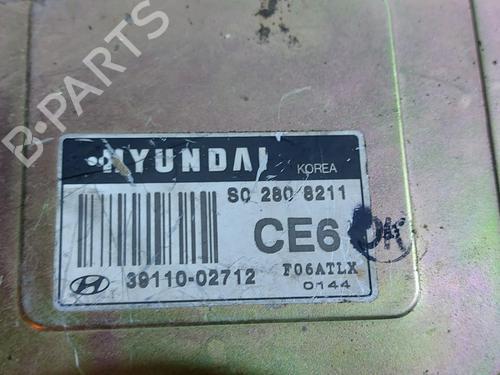 B-PARTS
HYUNDAI
KOREA
S0 280 8211
CE6
OK
39110-02712
F06ATLX
0144